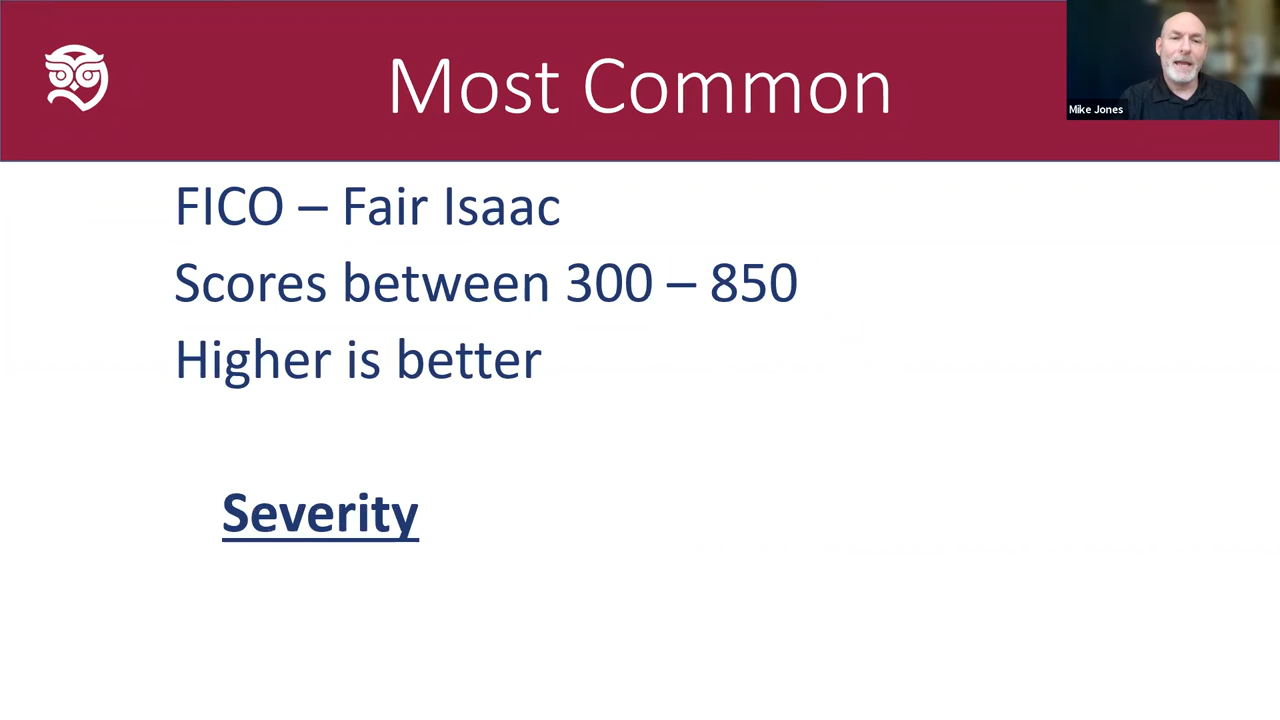 Most Common
Mike Jones
FICO – Fair Isaac
Scores between 300 – 850
Higher is better
Severity